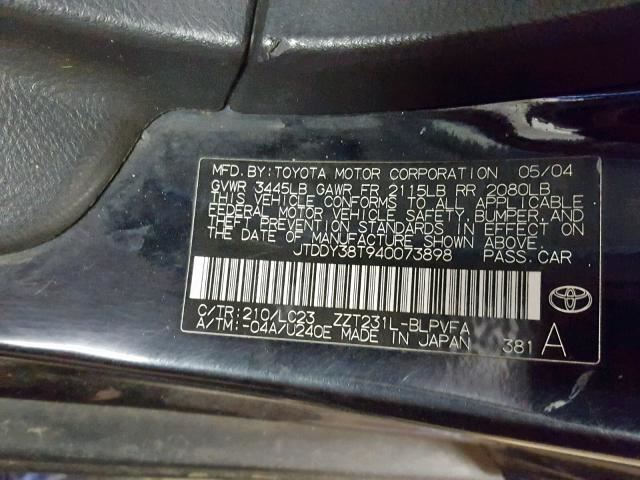 MFD. BY: TOYOTA MOTOR CORPORATION 05/04
GVWR 3445LB GAWR FR 2115LB RR 2080LB
THIS VEHICLE CONFORMS TO ALL APPLICABLE
FEDERAL MOTOR VEHICLE SAFETY, BUMPER, AND
THEFT PREVENTION STANDARDS IN EFFECT ON
THE DATE OF MANUFACTURE SHOWN ABOVE.
JTDDY38T940073898 PASS. CAR
C/TR: 210/LC23 ZZT231L-BLPVFA
A/TM: -04A/U240E MADE IN JAPAN 381 A